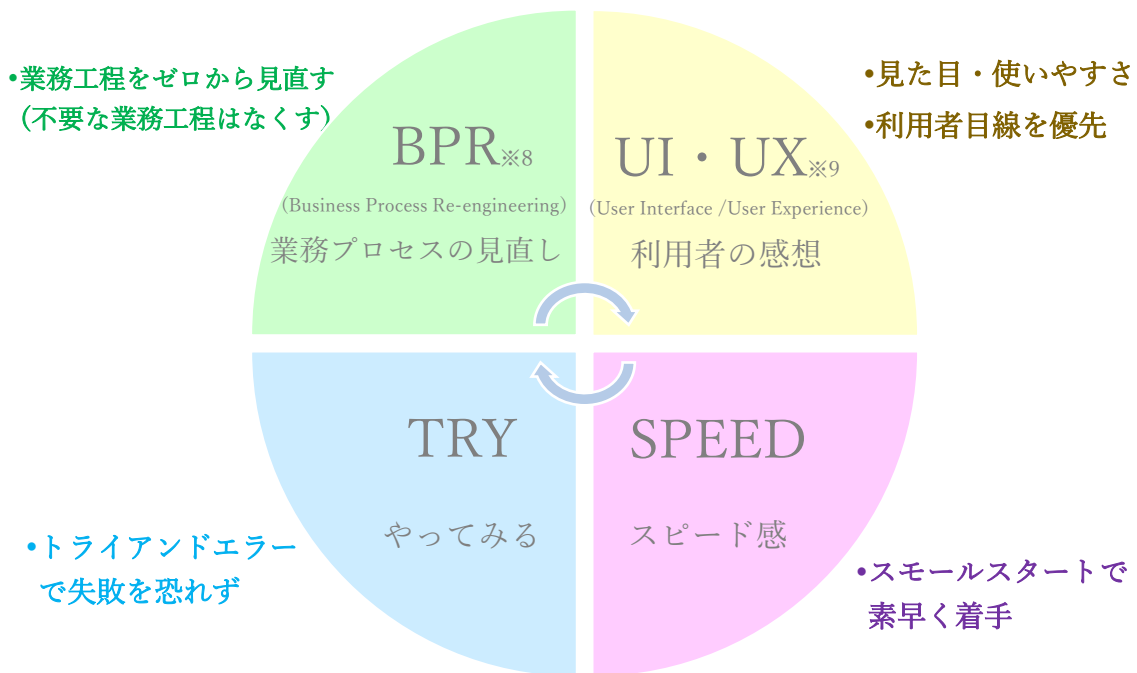 •業務工程をゼロから見直す
(不要な業務工程はなくす)
BPR※8
(Business Process Re-engineering)
業務プロセスの見直し
•見た目・使いやすさ
•利用者目線を優先
UI・UX※9
(User Interface /User Experience)
利用者の感想
TRY
やってみる
•トライアンドエラー
で失敗を恐れず
SPEED
スピード感
•スモールスタートで
素早く着手